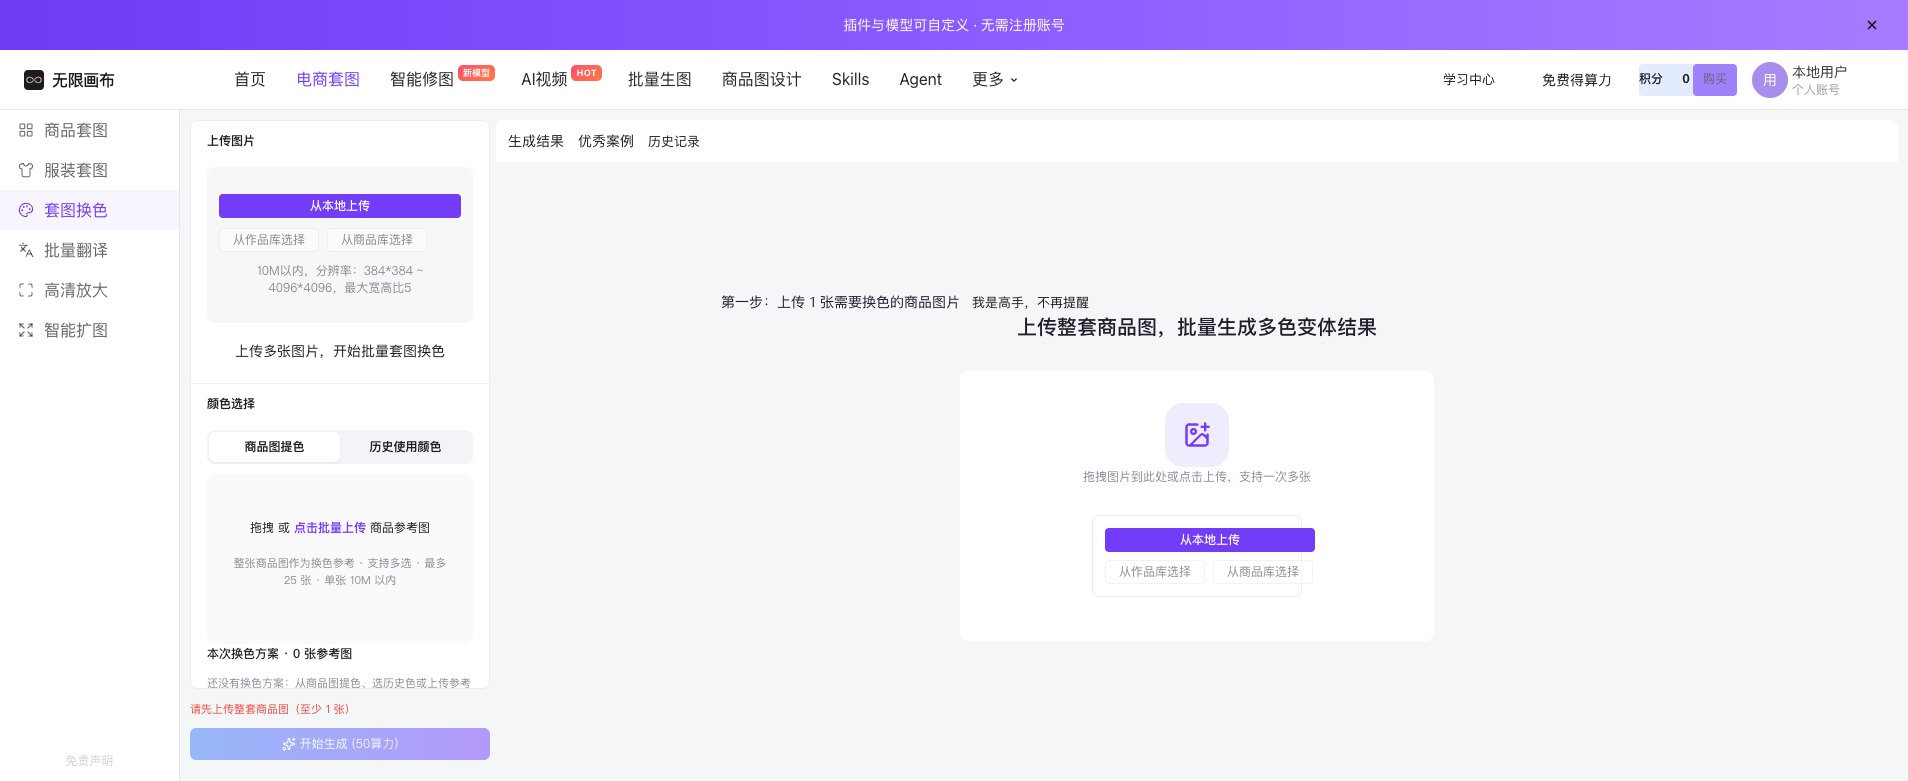 插件与模型可自定义 · 无需注册账号
无限画布
首页
电商套图
智能修图
新模型
AI视频
HOT
批量生图
商品图设计
Skills
Agent
更多
学习中心
免费得算力
积分 0
购买
用
本地用户
个人账号
商品套图
服装套图
套图换色
批量翻译
高清放大
智能扩图
免责声明
上传图片
从本地上传
从作品库选择
从商品库选择
10M以内，分辨率：384*384 ~
4096*4096，最大宽高比5
上传多张图片，开始批量套图换色
颜色选择
商品图提色
历史使用颜色
拖拽 或 点击批量上传 商品参考图
整张商品图作为换色参考 · 支持多选 · 最多
25 张 · 单张 10M 以内
本次换色方案 · 0 张参考图
还没有换色方案：从商品图提色、选历史色或上传参考
请先上传整套商品图（至少 1 张）
开始生成 (50算力)
生成结果
优秀案例
历史记录
第一步：上传 1 张需要换色的商品图片
我是高手，不再提醒
上传整套商品图，批量生成多色变体结果
拖拽图片到此处或点击上传，支持一次多张
从本地上传
从作品库选择
从商品库选择